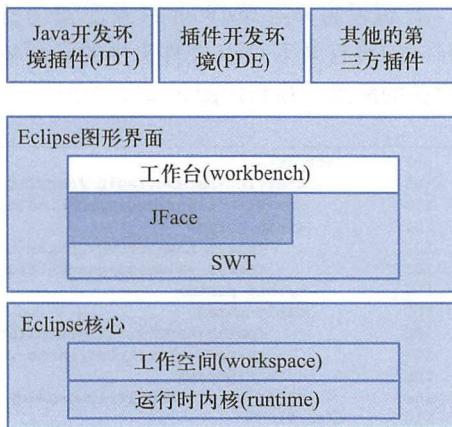 Java开发环
境插件(JDT)
插件开发环
境(PDE)
其他的第
三方插件
Eclipse图形界面
工作台(workbench)
JFace
SWT
Eclipse核心
工作空间(workspace)
运行时内核(runtime)